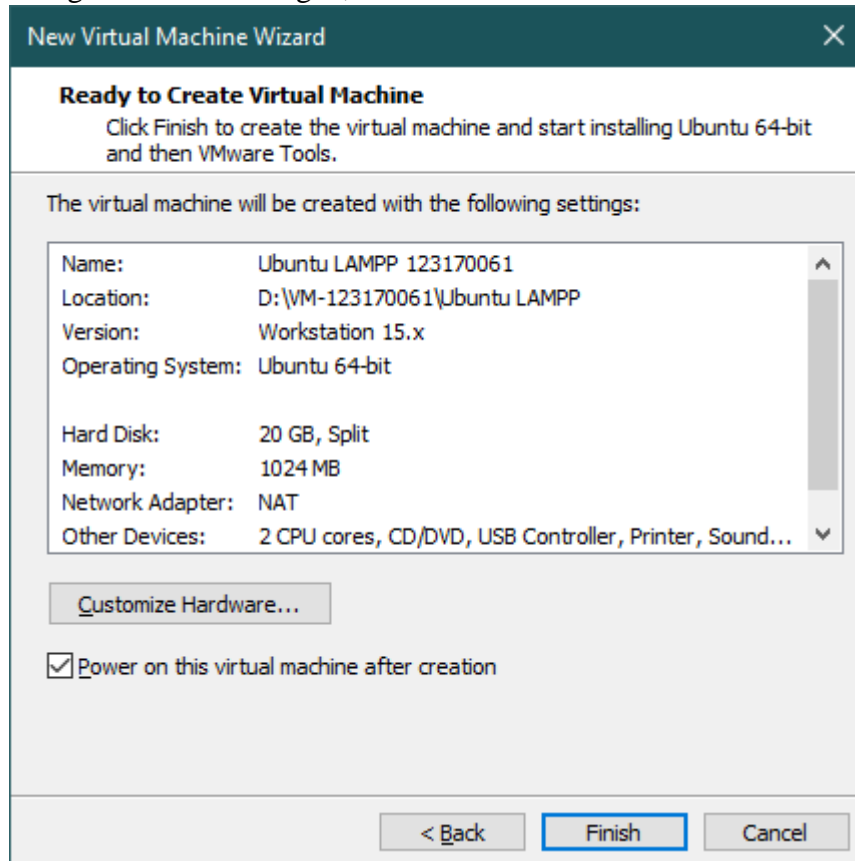 New Virtual Machine Wizard
Ready to Create Virtual Machine
Click Finish to create the virtual machine and start installing Ubuntu 64-bit
and then VMware Tools.
The virtual machine will be created with the following settings:
Name: Ubuntu LAMPP 123170061
Location: D:\VM-123170061\Ubuntu LAMPP
Version: Workstation 15.x
Operating System: Ubuntu 64-bit
Hard Disk: 20 GB, Split
Memory: 1024 MB
Network Adapter: NAT
Other Devices: 2 CPU cores, CD/DVD, USB Controller, Printer, Sound...
Customize Hardware...
Power on this virtual machine after creation
< Back Finish Cancel